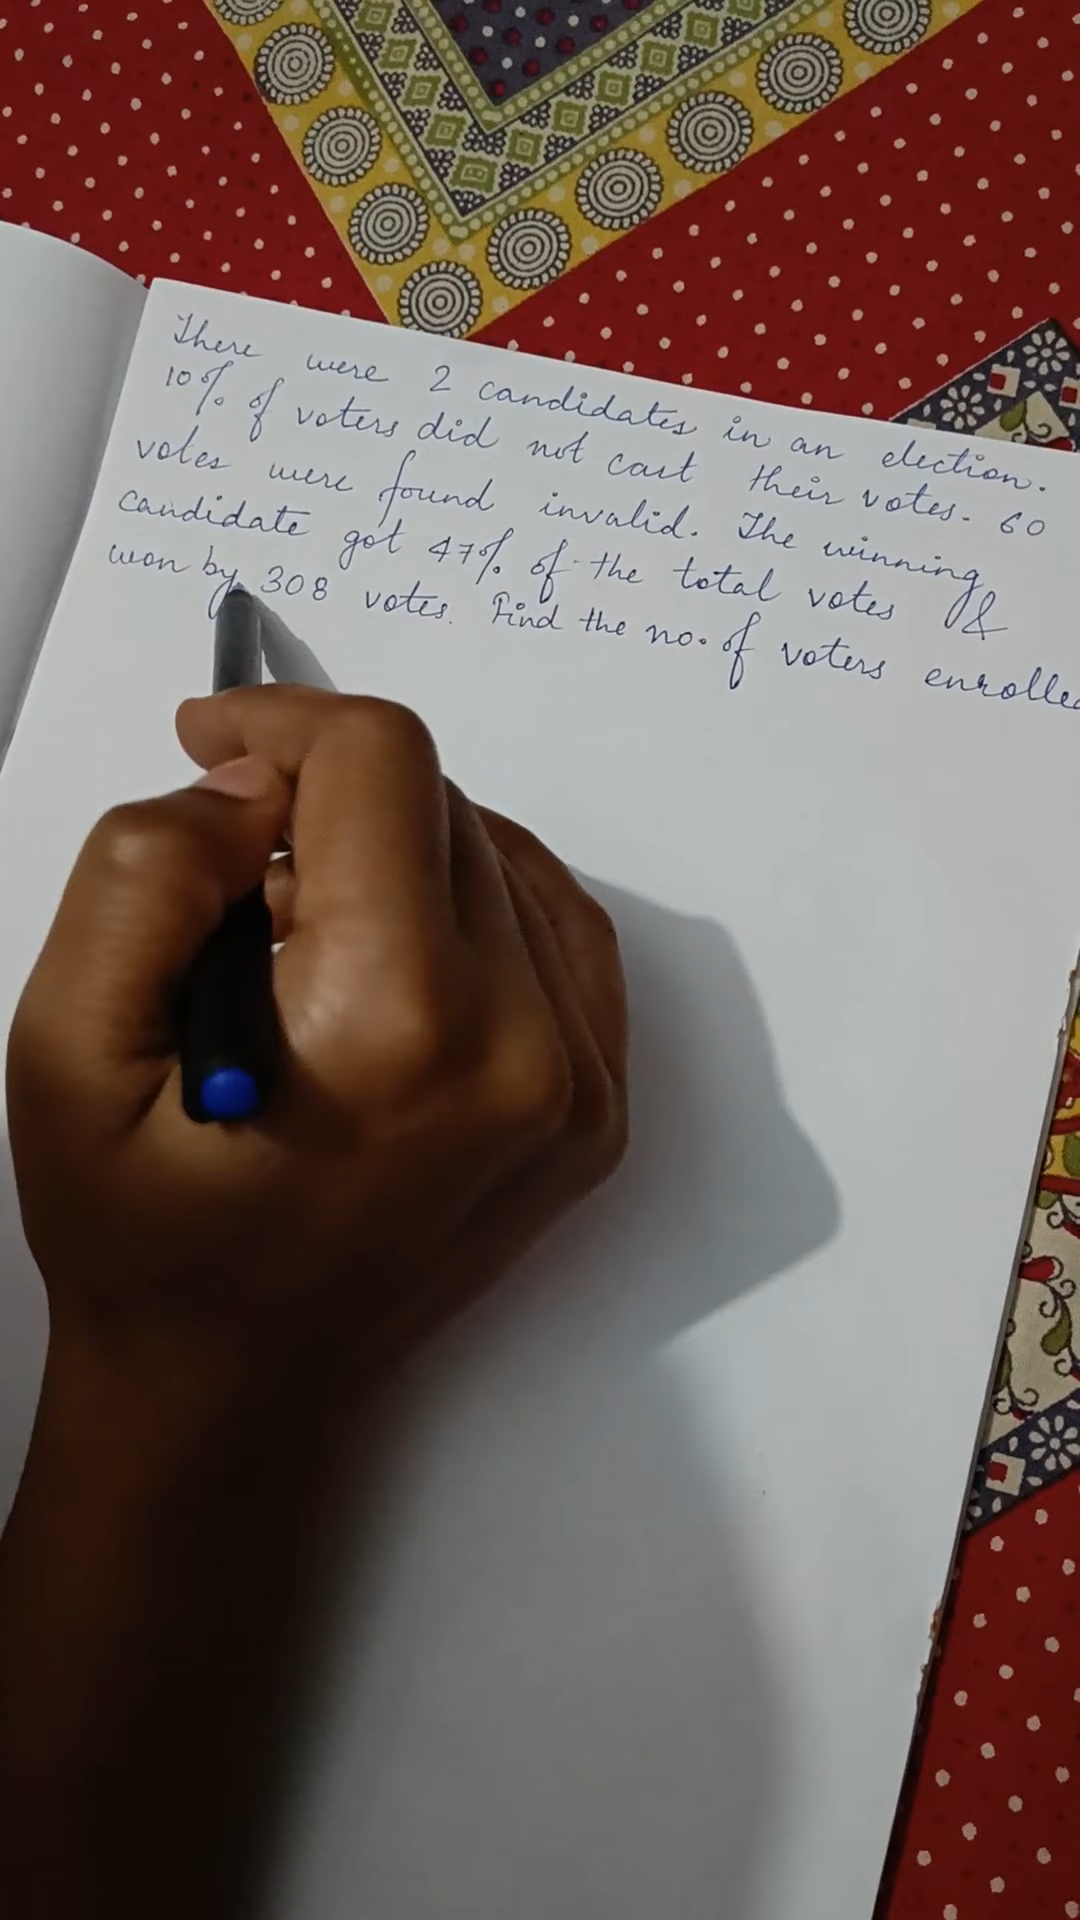 There were 2 candidates in an election.
10% of voters did not cast their votes. 60
votes were found invalid. The winning
candidate got 47% of the total votes &
won by 308 votes. Find the no. of voters enrolled